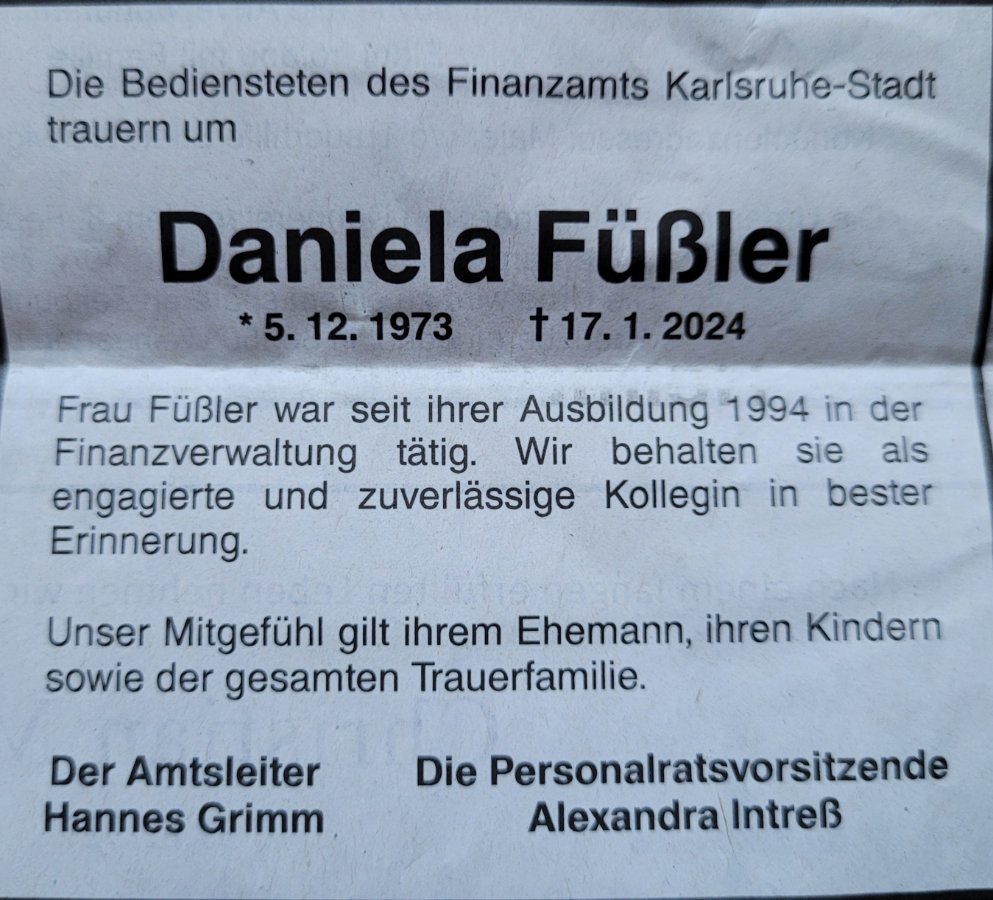 Die Bediensteten des Finanzamts Karlsruhe-Stadt
trauern um
Daniela Füßler
* 5. 12. 1973 † 17. 1. 2024
Frau Füßler war seit ihrer Ausbildung 1994 in der
Finanzverwaltung tätig. Wir behalten sie als
engagierte und zuverlässige Kollegin in bester
Erinnerung.
Unser Mitgefühl gilt ihrem Ehemann, ihren Kindern
sowie der gesamten Trauerfamilie.
Der Amtsleiter Die Personalratsvorsitzende
Hannes Grimm Alexandra Intreß